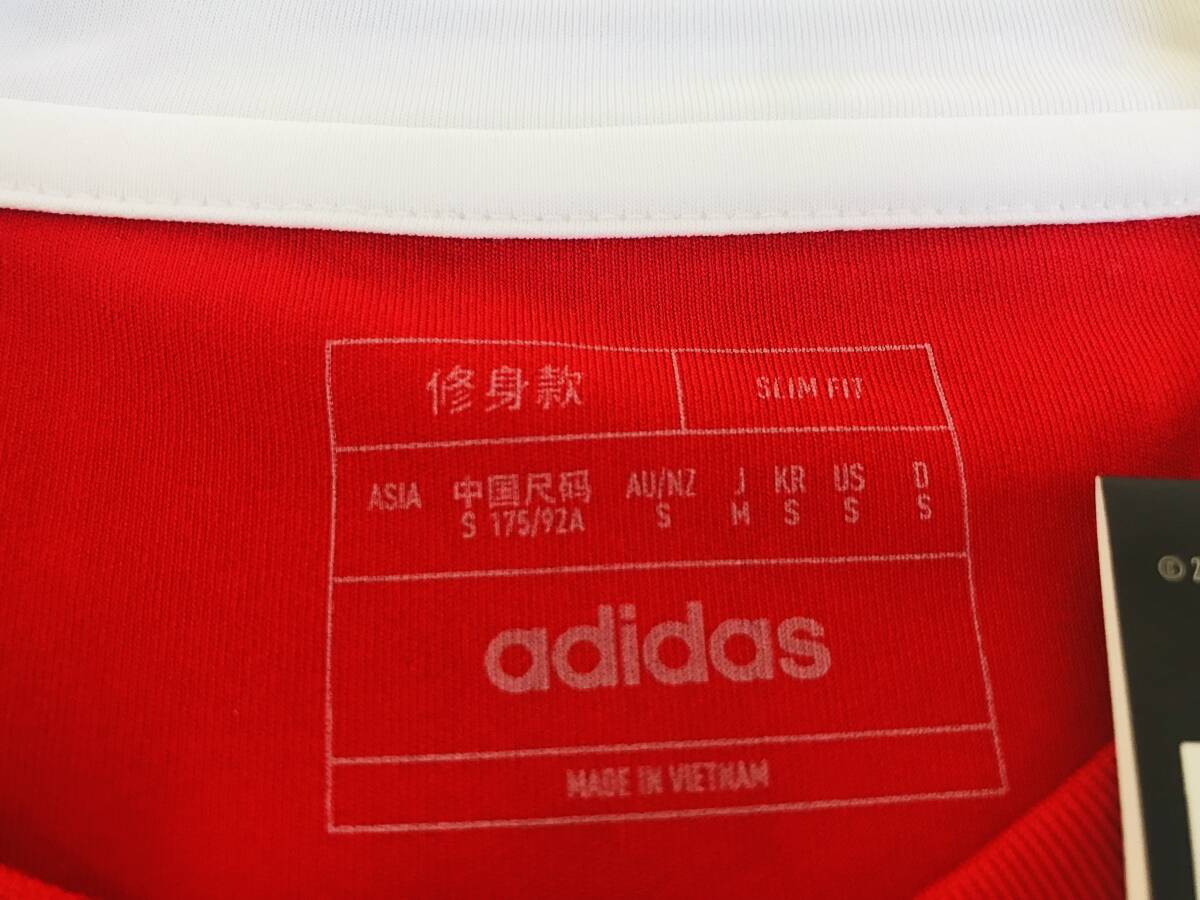 修身款 SLIM FIT
ASIA 中国尺码 AU/NZ J KR US D
S 175/92A S M S S S
adidas
MADE IN VIETNAM
© 2